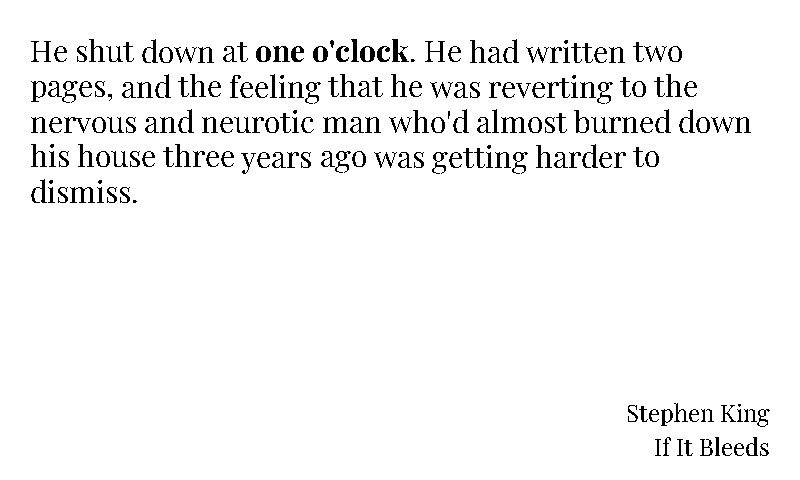 He shut down at one o'clock. He had written two
pages, and the feeling that he was reverting to the
nervous and neurotic man who'd almost burned down
his house three years ago was getting harder to
dismiss.
Stephen King
If It Bleeds